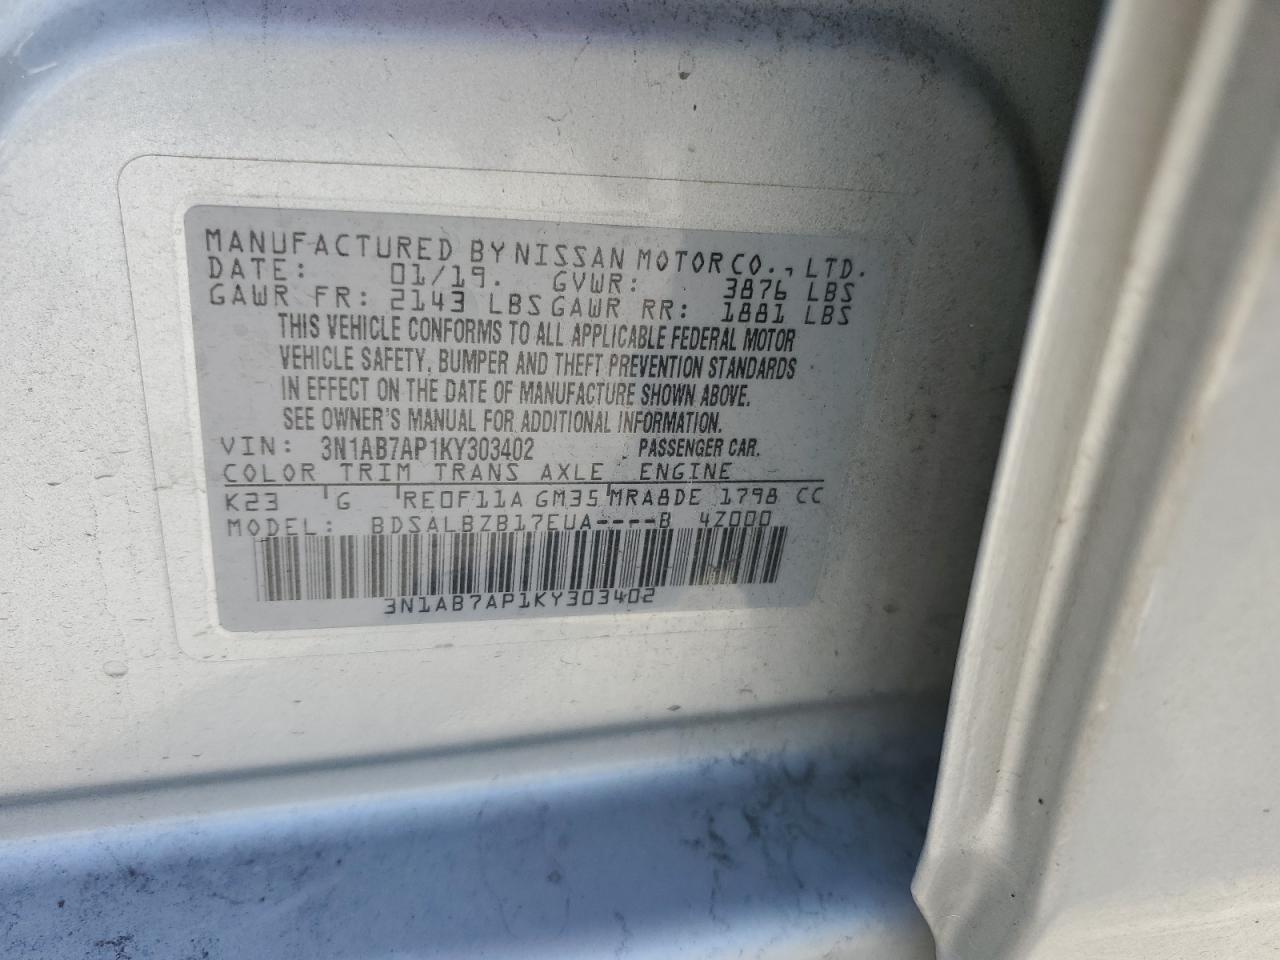 MANUFACTURED BY NISSAN MOTOR CO., LTD.
DATE: 01/19. GVWR: 3876 LBS
GAWR FR: 2143 LBS GAWR RR: 1881 LBS
THIS VEHICLE CONFORMS TO ALL APPLICABLE FEDERAL MOTOR
VEHICLE SAFETY, BUMPER AND THEFT PREVENTION STANDARDS
IN EFFECT ON THE DATE OF MANUFACTURE SHOWN ABOVE.
SEE OWNER'S MANUAL FOR ADDITIONAL INFORMATION.
VIN: 3N1AB7AP1KY303402 PASSENGER CAR.
COLOR TRIM TRANS AXLE ENGINE
K23 G RE0F11A GM35 MRA8DE 1798 CC
MODEL: BDSALBZB17EUA----B 4Z000
3N1AB7AP1KY303402